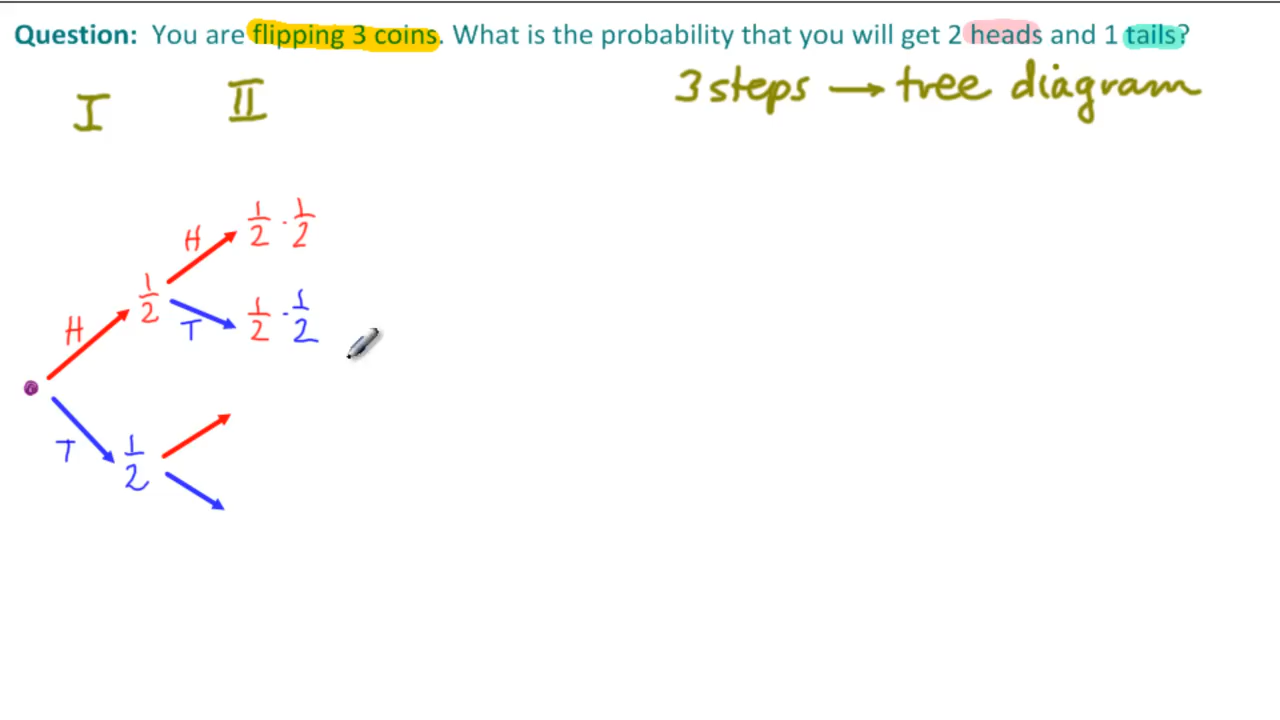 Question: You are flipping 3 coins. What is the probability that you will get 2 heads and 1 tails?
I II 3 steps → tree diagram
H 1/2 · 1/2
H 1/2
T 1/2 · 1/2
T 1/2